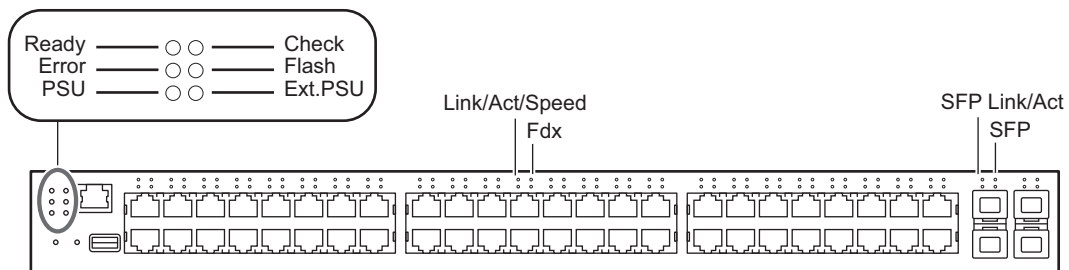 Ready Check
Error Flash
PSU Ext.PSU
Link/Act/Speed
Fdx
SFP Link/Act
SFP